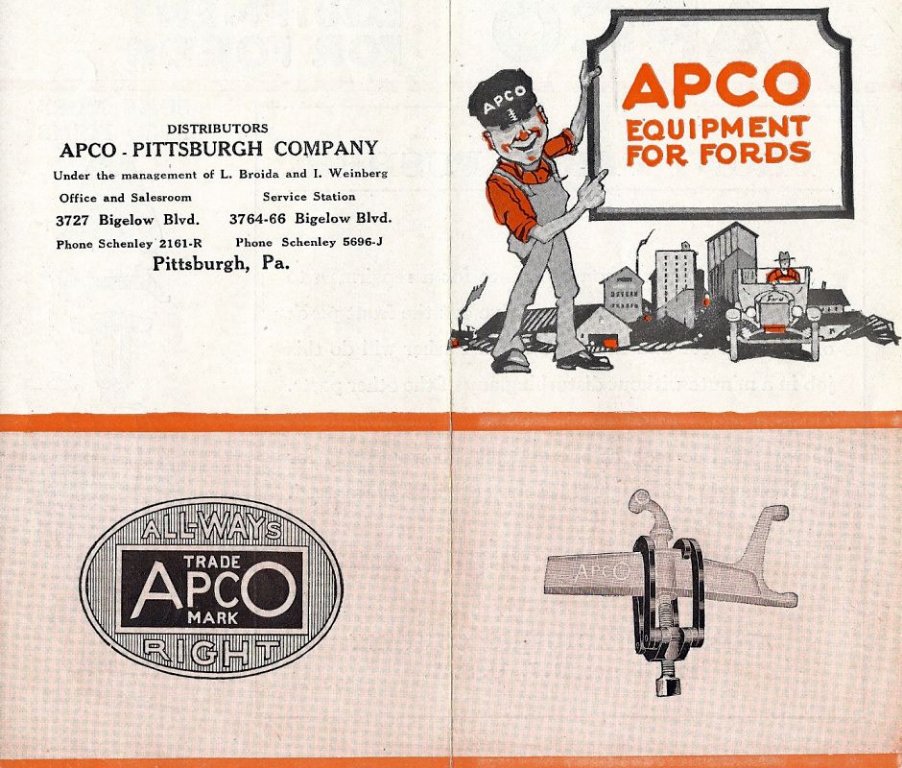 DISTRIBUTORS
APCO - PITTSBURGH COMPANY
Under the management of L. Broida and I. Weinberg
Office and Salesroom
3727 Bigelow Blvd.
Phone Schenley 2161-R
Service Station
3764-66 Bigelow Blvd.
Phone Schenley 5696-J
Pittsburgh, Pa.
APCO
APCO
EQUIPMENT
FOR FORDS
Ford
ALL-WAYS
TRADE
APCO
MARK
RIGHT
APCO